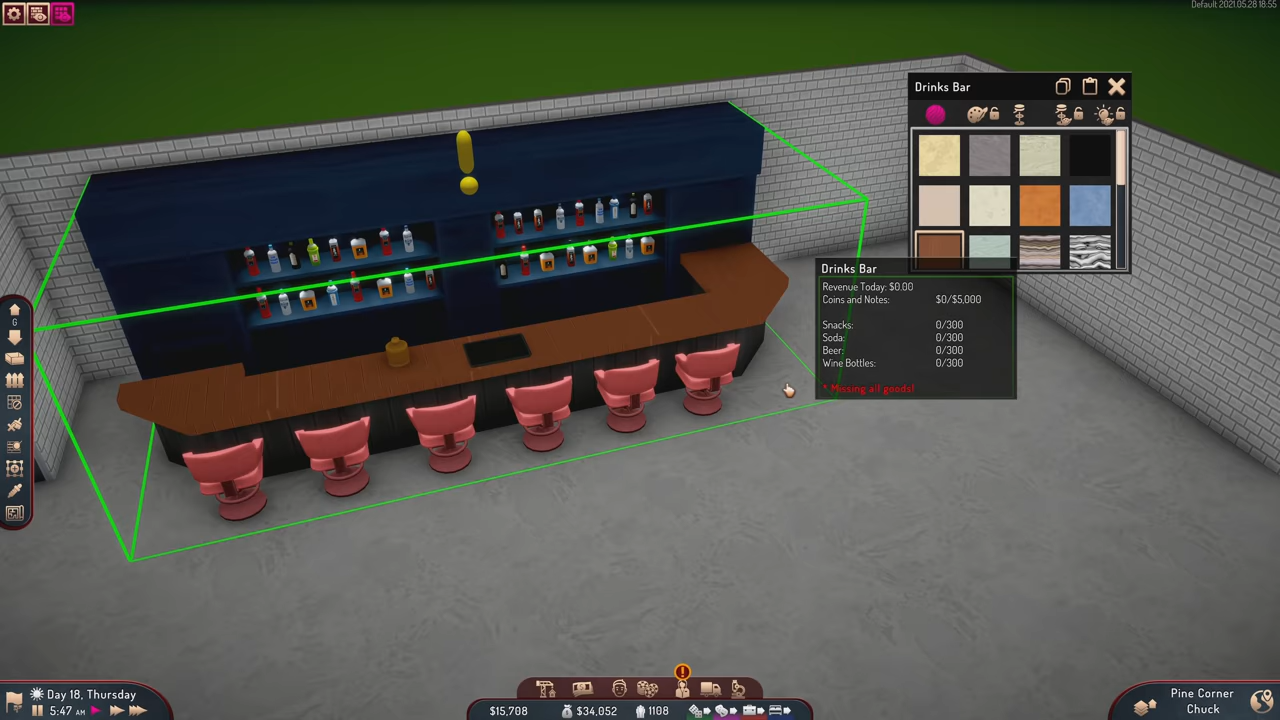 Default 2021.05.28 18:55
Drinks Bar
Drinks Bar
Revenue Today: $0.00
Coins and Notes: $0/$5,000
Snacks: 0/300
Soda: 0/300
Beer: 0/300
Wine Bottles: 0/300
* Missing all goods!
G
Day 18, Thursday
5:47 AM
$15,708
$34,052
1108
Pine Corner
Chuck